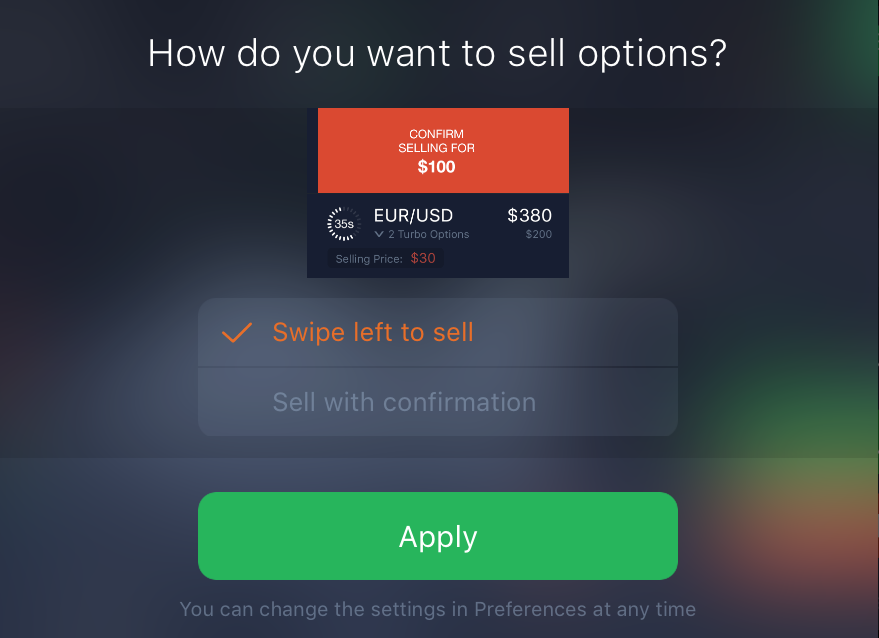 How do you want to sell options?
CONFIRM
SELLING FOR
$100
35s
EUR/USD
$380
2 Turbo Options
$200
Selling Price: $30
Swipe left to sell
Sell with confirmation
Apply
You can change the settings in Preferences at any time